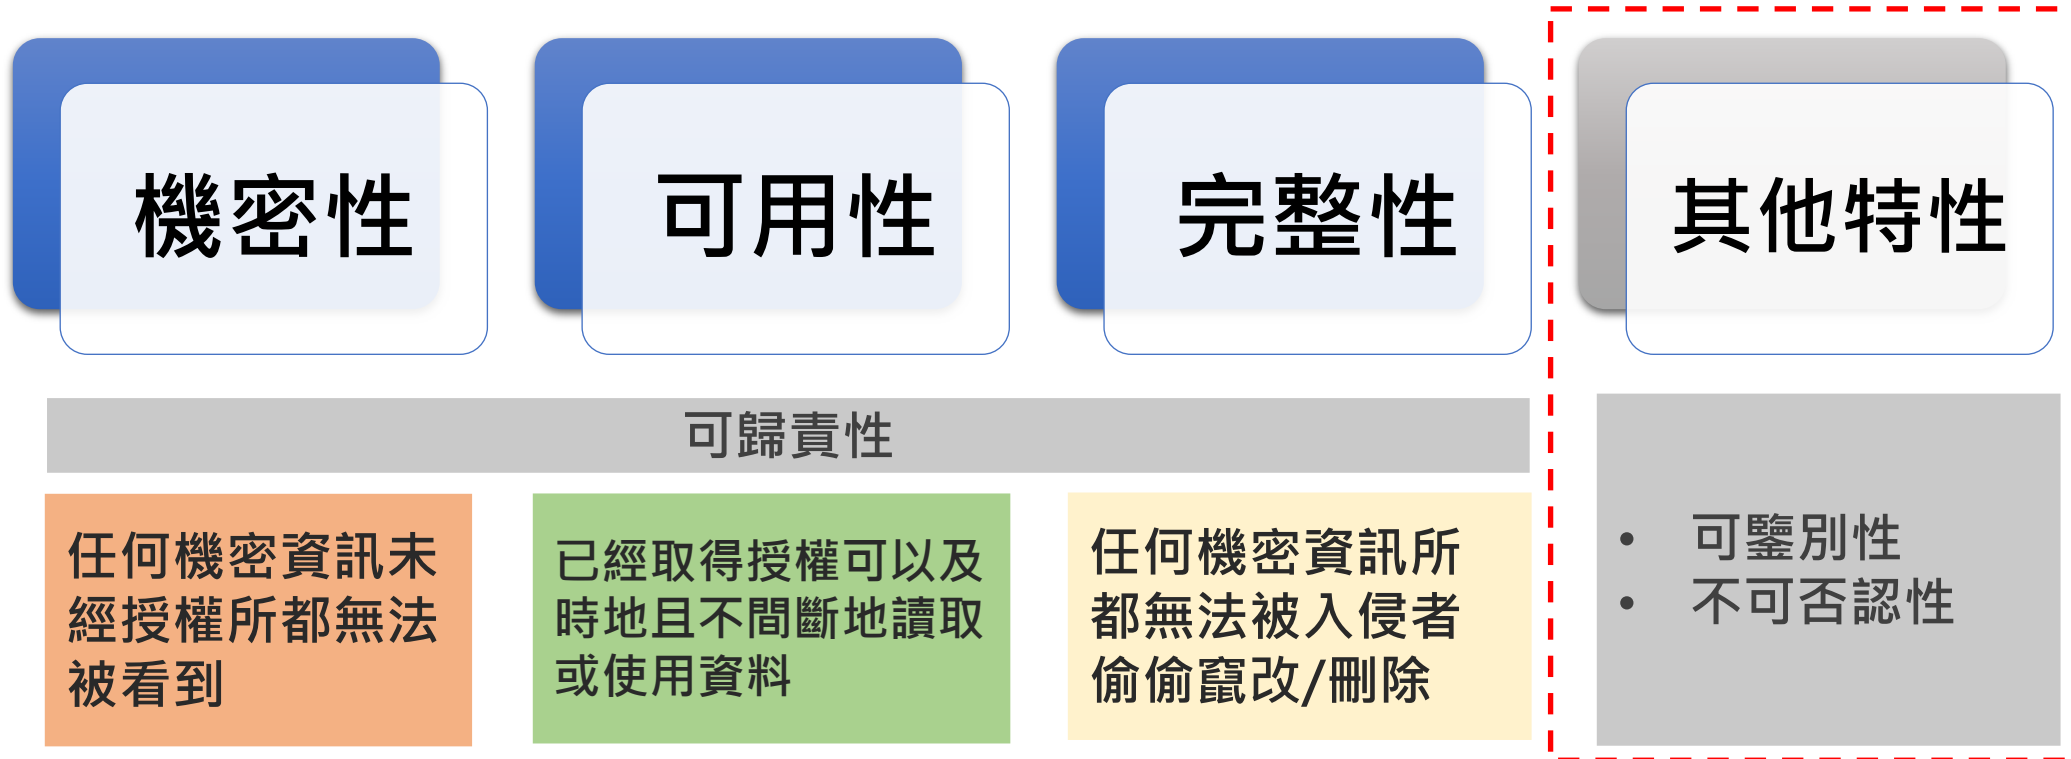 機密性
可用性
完整性
其他特性
可歸責性
任何機密資訊未
經授權所都無法
被看到
已經取得授權可以及
時地且不間斷地讀取
或使用資料
任何機密資訊所
都無法被入侵者
偷偷竄改/刪除
• 可鑒別性
• 不可否認性